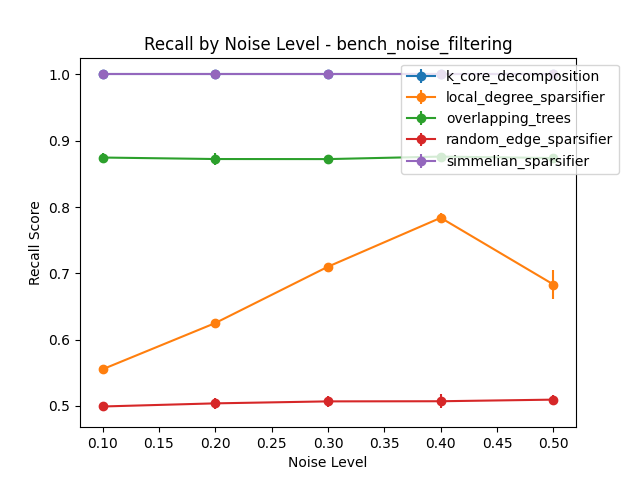 Recall by Noise Level - bench_noise_filtering
1.0
0.9
0.8
0.7
0.6
0.5
Recall Score
k_core_decomposition
local_degree_sparsifier
overlapping_trees
random_edge_sparsifier
simmelian_sparsifier
0.10 0.15 0.20 0.25 0.30 0.35 0.40 0.45 0.50
Noise Level